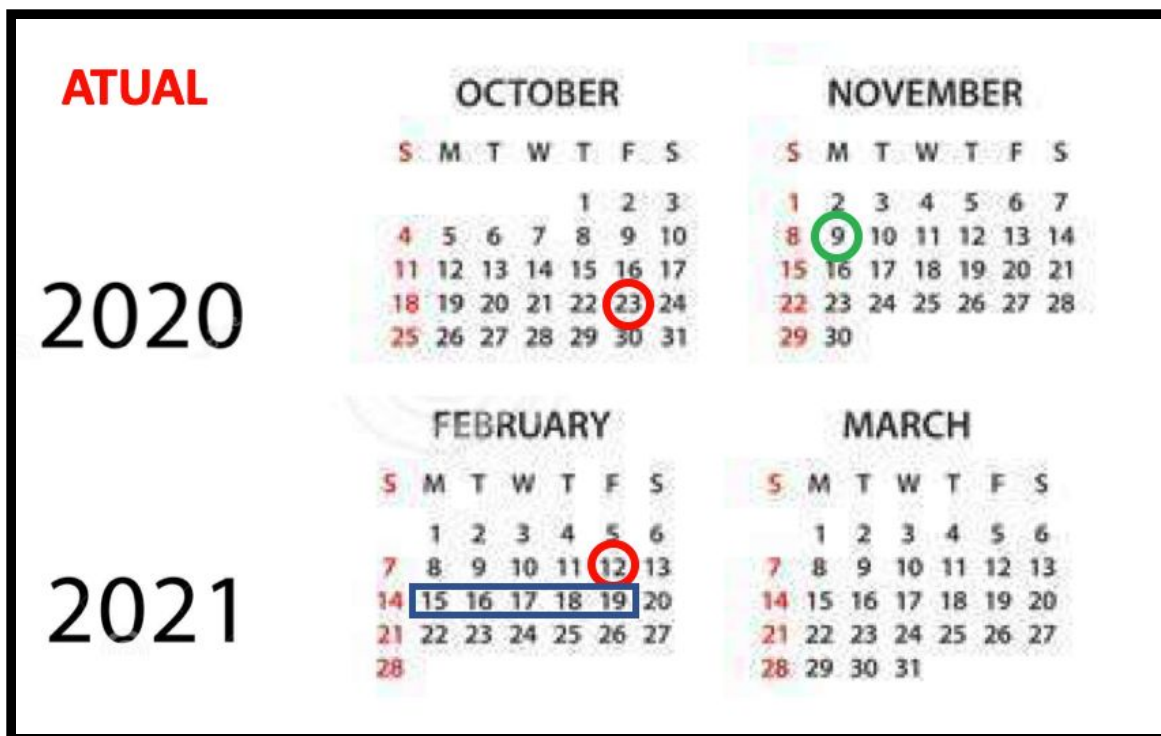 ATUAL
OCTOBER
S M T W T F S
1 2 3
4 5 6 7 8 9 10
11 12 13 14 15 16 17
18 19 20 21 22 23 24
25 26 27 28 29 30 31
NOVEMBER
S M T W T F S
1 2 3 4 5 6 7
8 9 10 11 12 13 14
15 16 17 18 19 20 21
22 23 24 25 26 27 28
29 30
2020
FEBRUARY
S M T W T F S
1 2 3 4 5 6
7 8 9 10 11 12 13
14 15 16 17 18 19 20
21 22 23 24 25 26 27
28
MARCH
S M T W T F S
1 2 3 4 5 6
7 8 9 10 11 12 13
14 15 16 17 18 19 20
21 22 23 24 25 26 27
28 29 30 31
2021